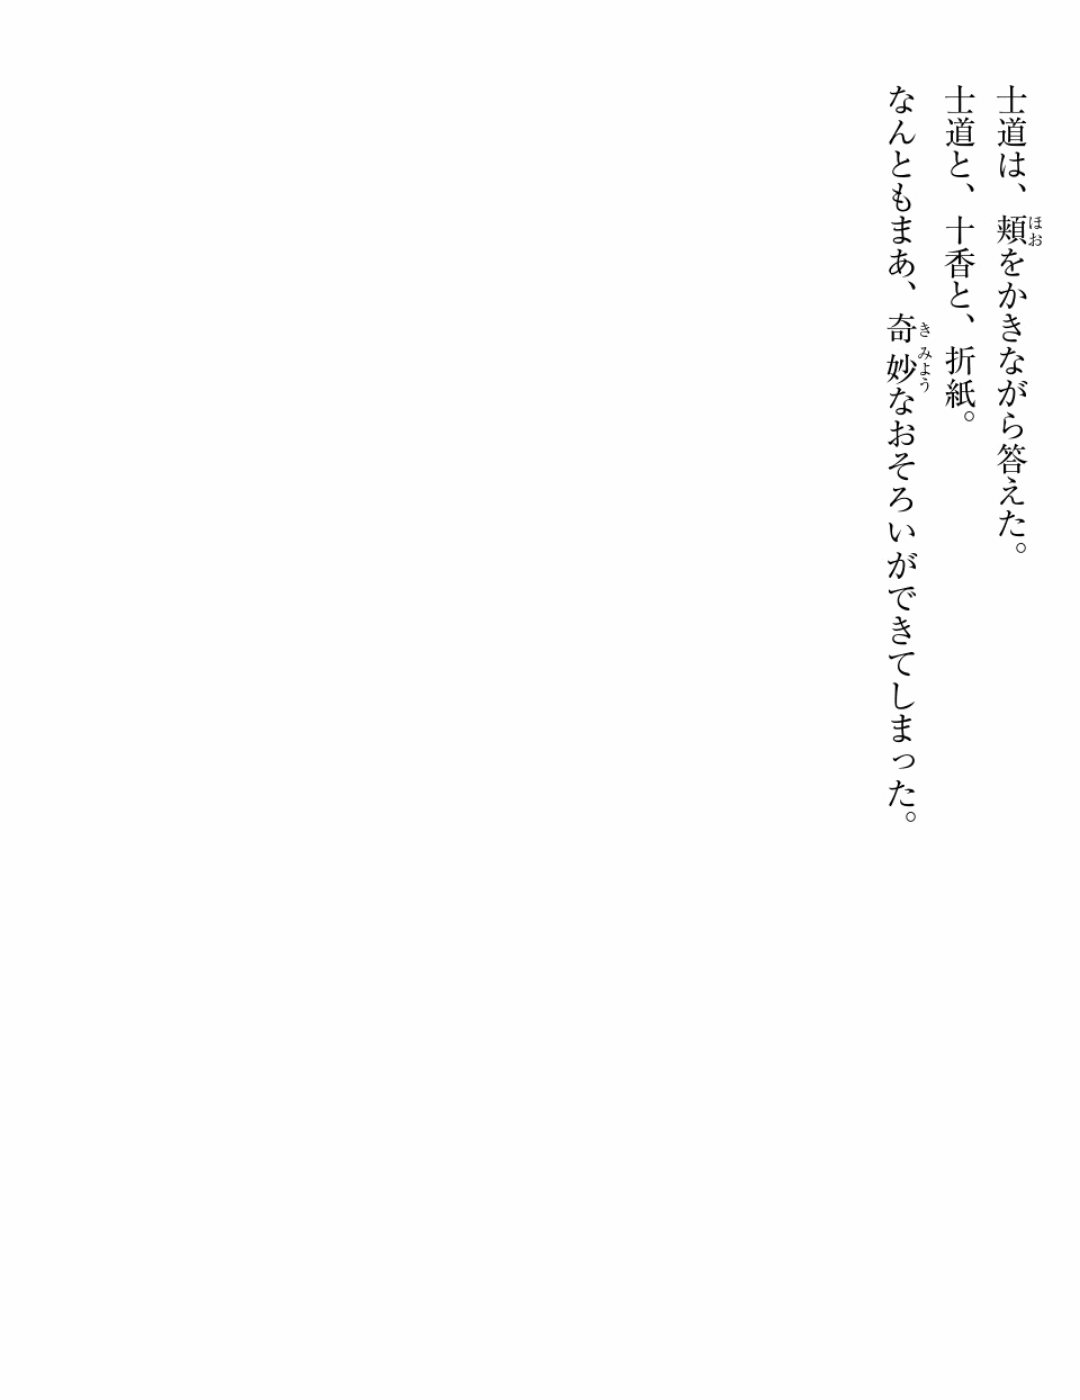 士道は、頬をかきながら答えた。
士道と、十香と、折紙。
なんともまあ、奇妙なおそろいができてしまった。